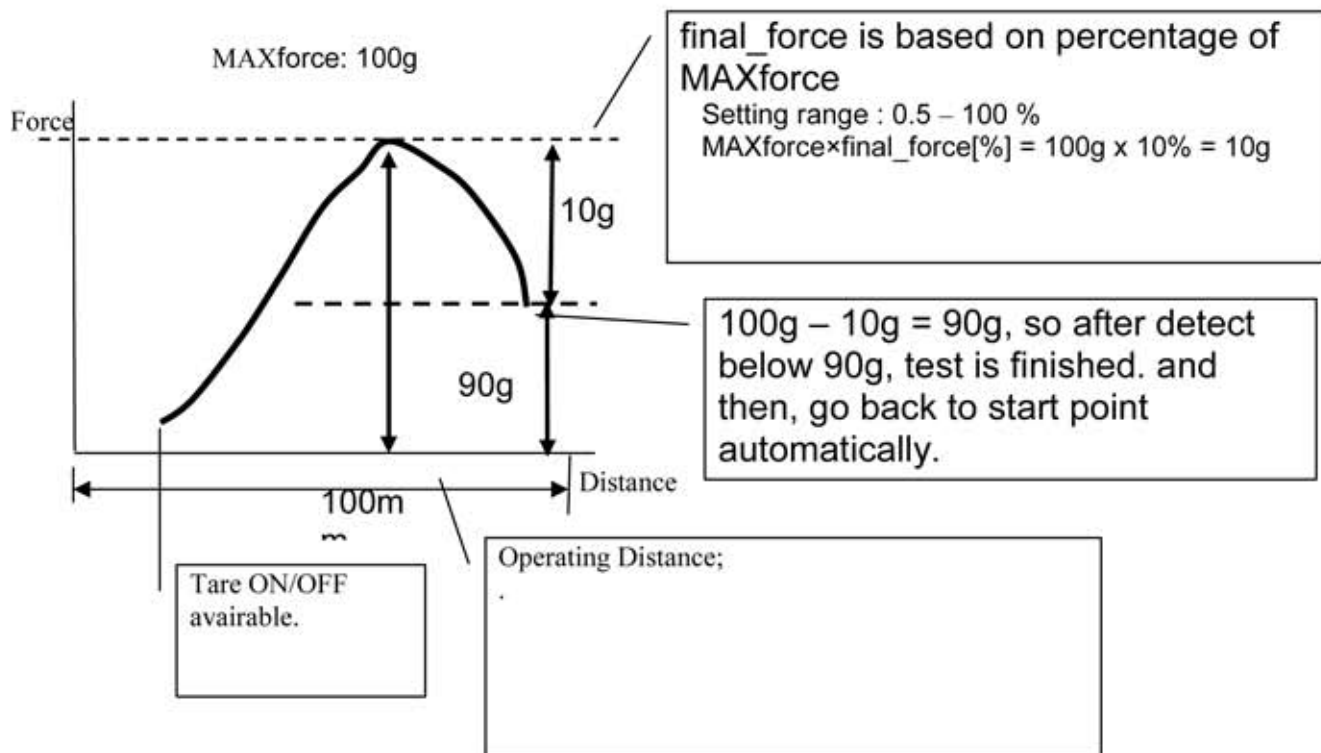 MAXforce: 100g
Force
final_force is based on percentage of
MAXforce
Setting range : 0.5 – 100 %
MAXforce×final_force[%] = 100g x 10% = 10g
10g
90g
100g – 10g = 90g, so after detect
below 90g, test is finished. and
then, go back to start point
automatically.
Distance
100m
m
Tare ON/OFF
avairable.
Operating Distance;
.